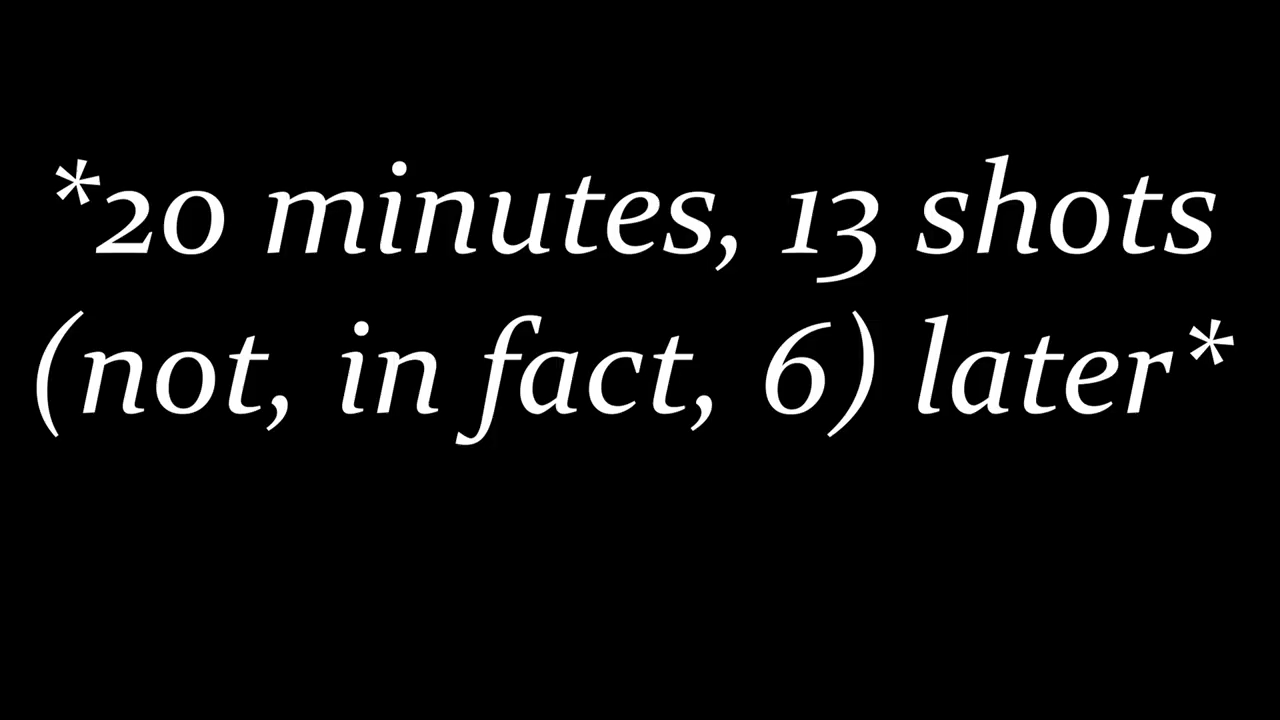 *20 minutes, 13 shots
(not, in fact, 6) later*